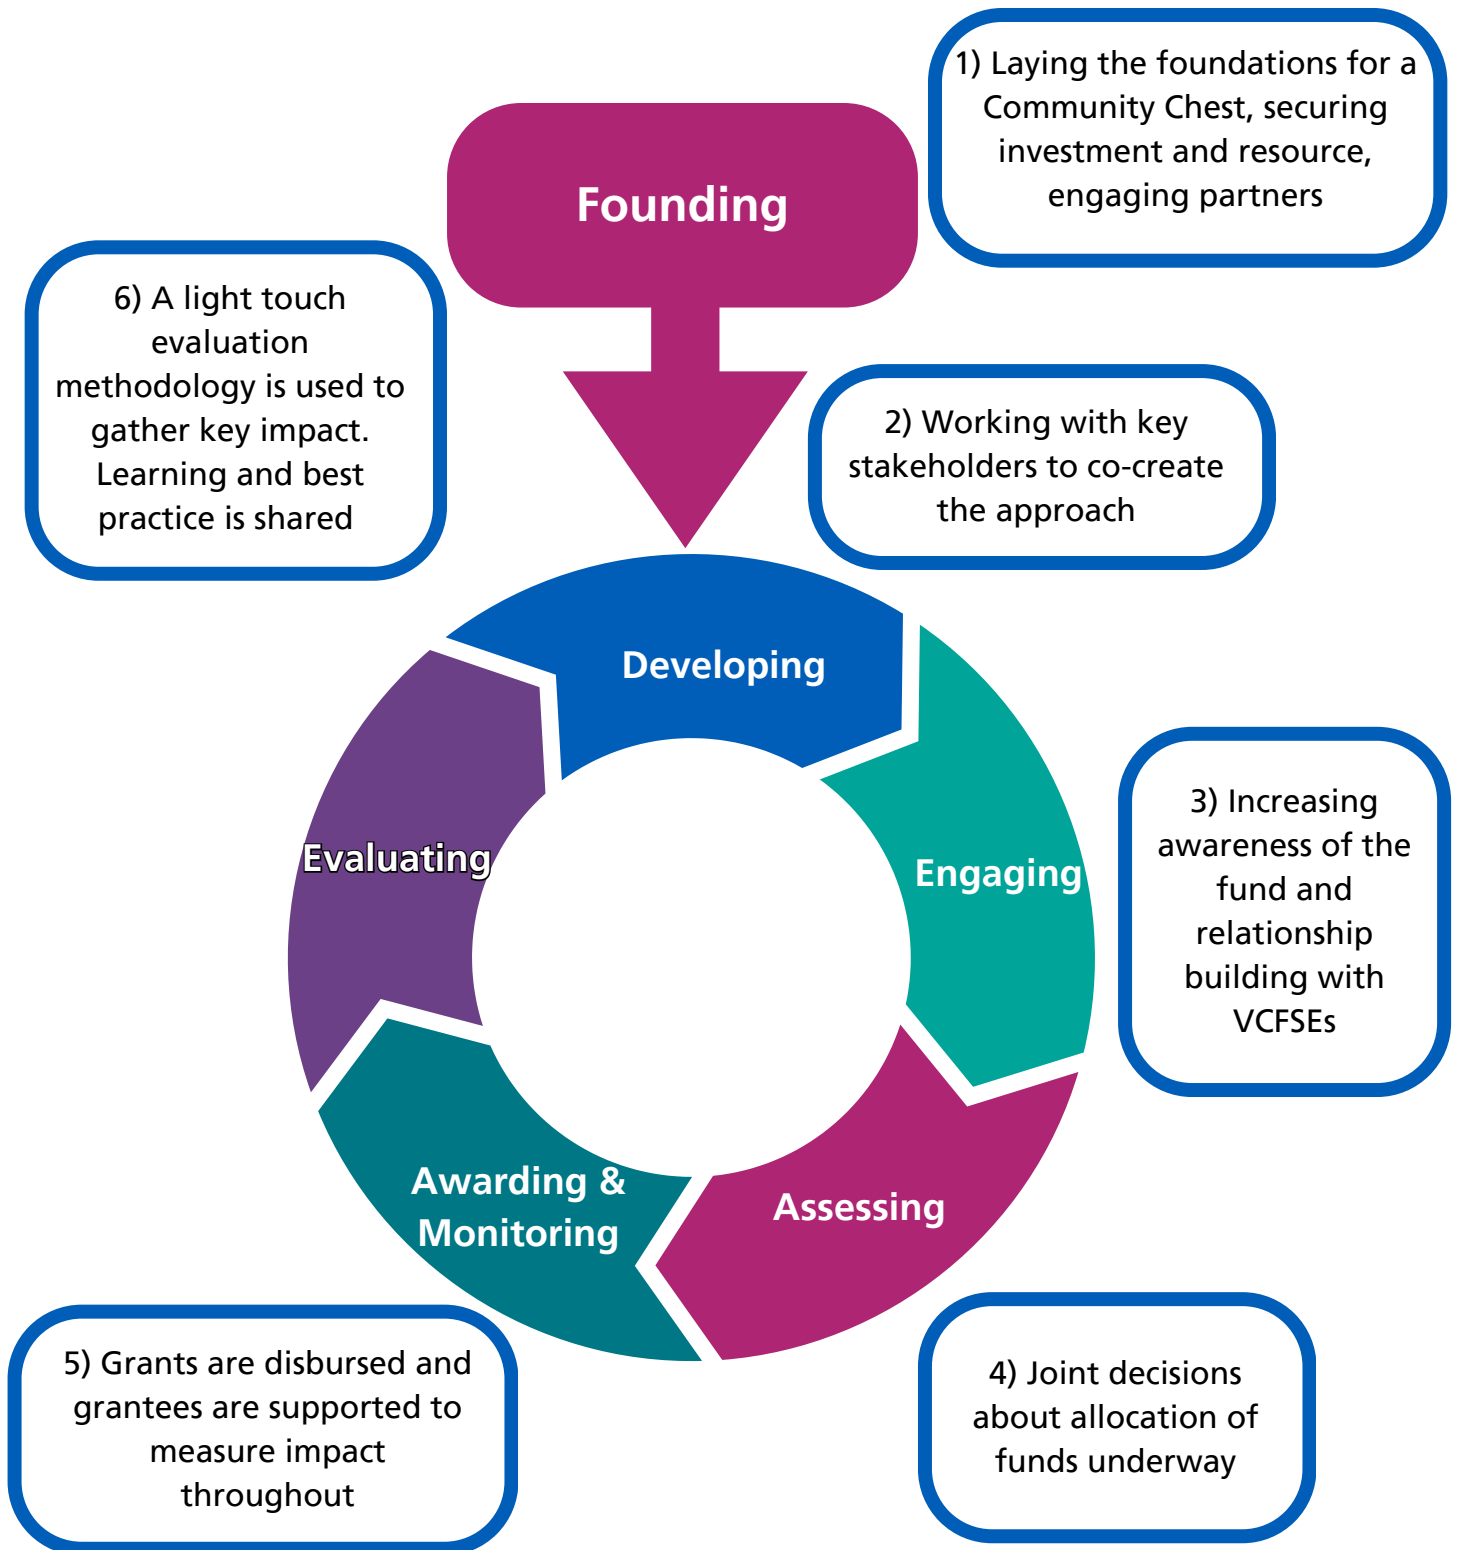 1) Laying the foundations for a
Community Chest, securing
investment and resource,
engaging partners
Founding
6) A light touch
evaluation
methodology is used to
gather key impact.
Learning and best
practice is shared
2) Working with key
stakeholders to co-create
the approach
Developing
Evaluating
Engaging
3) Increasing
awareness of the
fund and
relationship
building with
VCFSEs
Awarding &
Monitoring
Assessing
5) Grants are disbursed and
grantees are supported to
measure impact
throughout
4) Joint decisions
about allocation of
funds underway